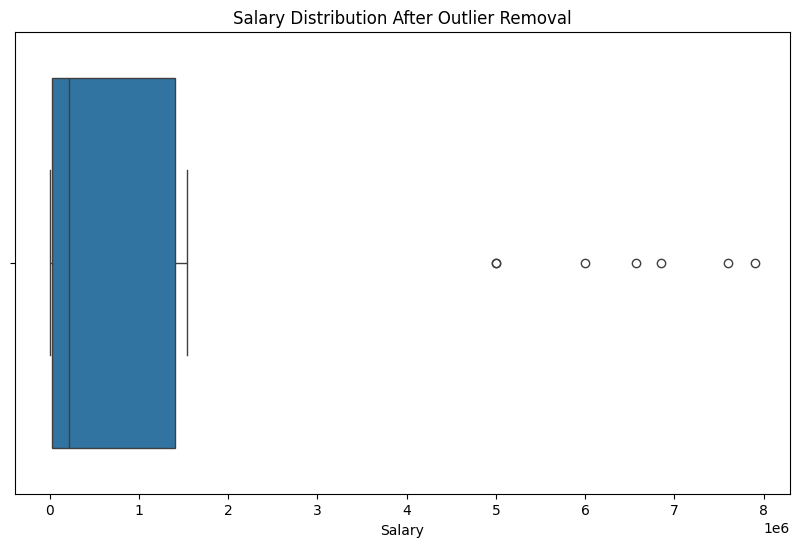 Salary Distribution After Outlier Removal
0 1 2 3 4 5 6 7 8
1e6
Salary